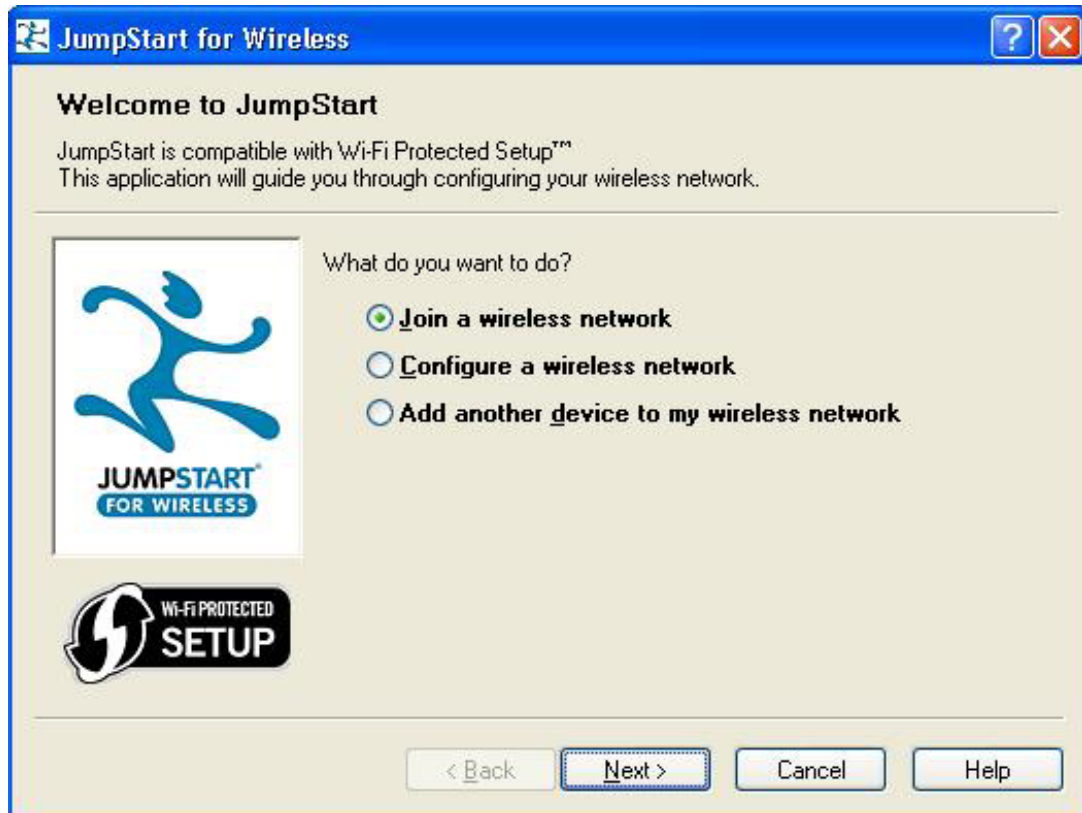 JumpStart for Wireless
Welcome to JumpStart
JumpStart is compatible with Wi-Fi Protected Setup™
This application will guide you through configuring your wireless network.
What do you want to do?
Join a wireless network
Configure a wireless network
Add another device to my wireless network
JUMPSTART®
FOR WIRELESS
Wi-Fi PROTECTED
SETUP
< Back
Next >
Cancel
Help